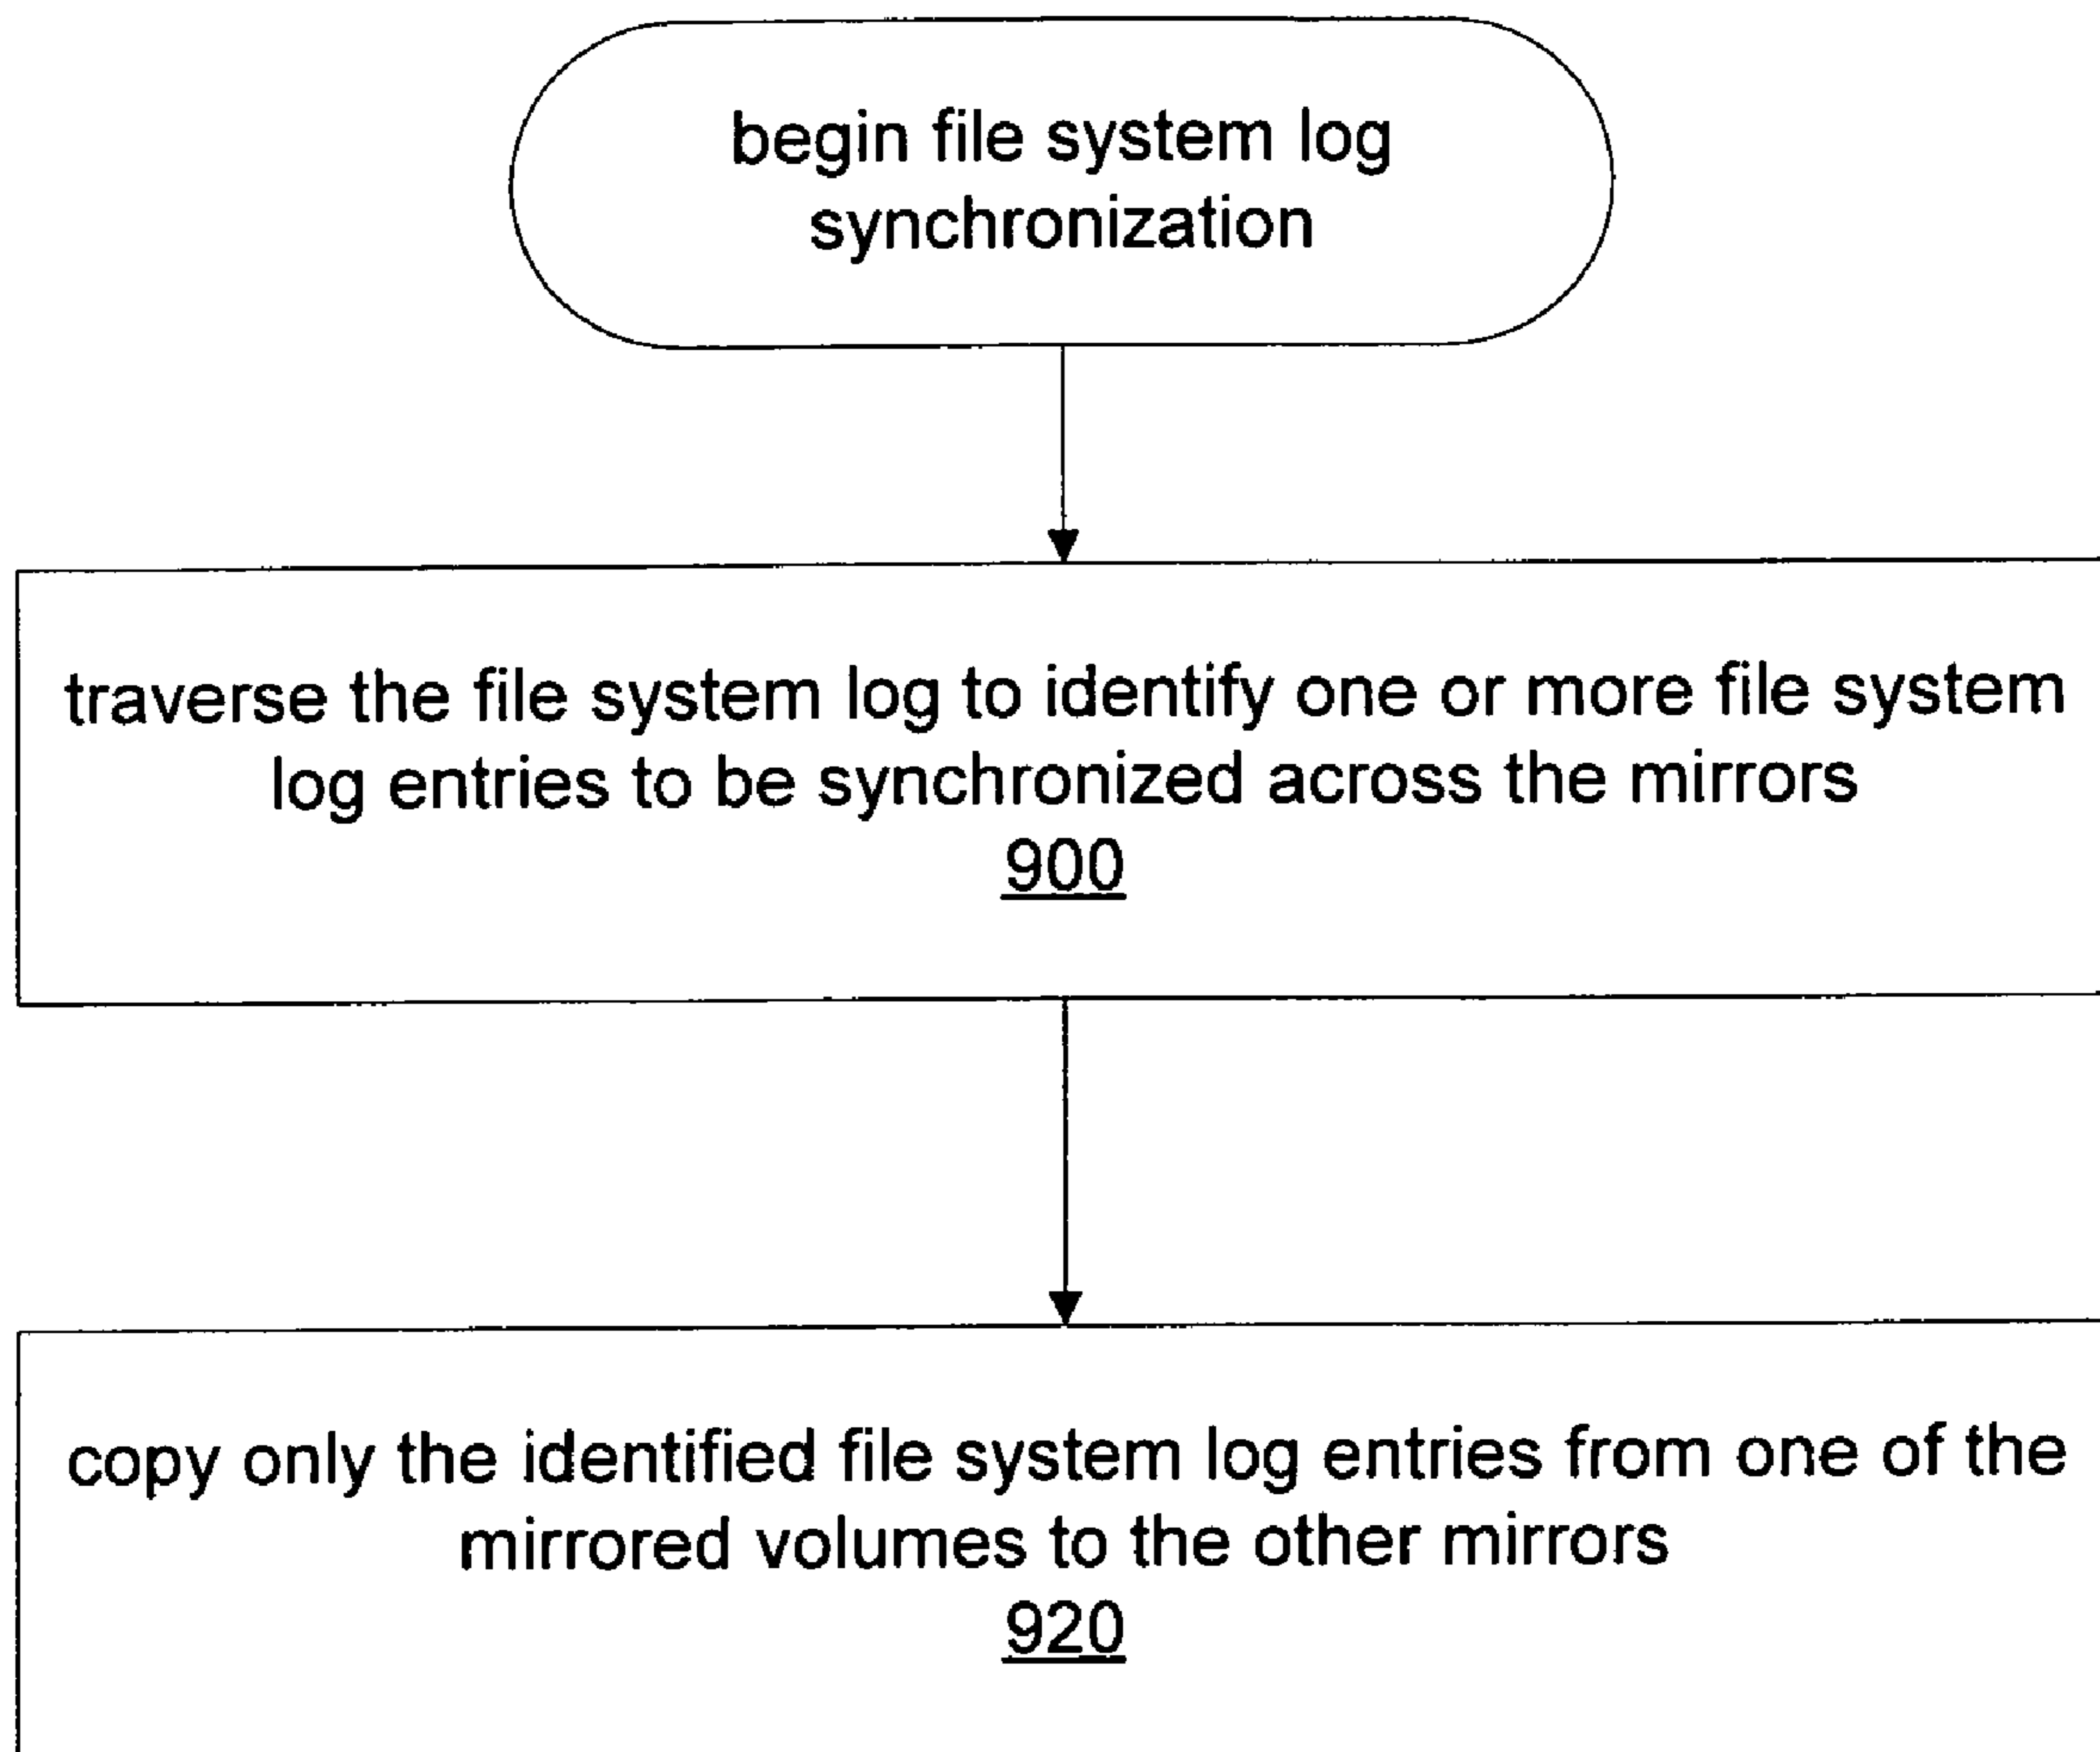 begin file system log
synchronization
traverse the file system log to identify one or more file system
log entries to be synchronized across the mirrors
900
copy only the identified file system log entries from one of the
mirrored volumes to the other mirrors
920